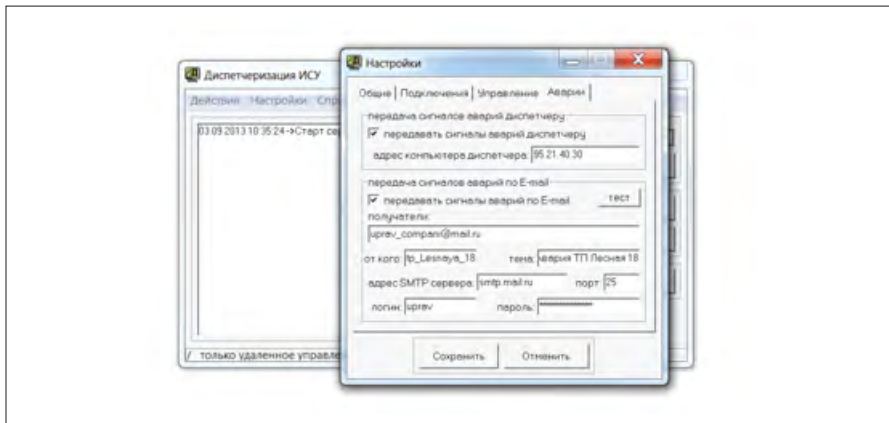 Диспетчеризация ИСУ
Действия Настройки Спр
03.09.2013 10:35:24->Старт сер
/ только удаленное управле
Настройки
Общие Подключения Управление Аварии
передача сигналов аварий диспетчеру
передавать сигналы аварий диспетчеру
адрес компьютера диспетчера: 95.21.40.30
передача сигналов аварий по E-mail
передавать сигналы аварий по E-mail тест
получатели:
uprav_compani@mail.ru
от кого: tp_Lesnaya_18 тема: авария ТП Лесная 18
адрес SMTP сервера: smtp.mail.ru порт: 25
логин: uprav пароль: 
Сохранить Отменить